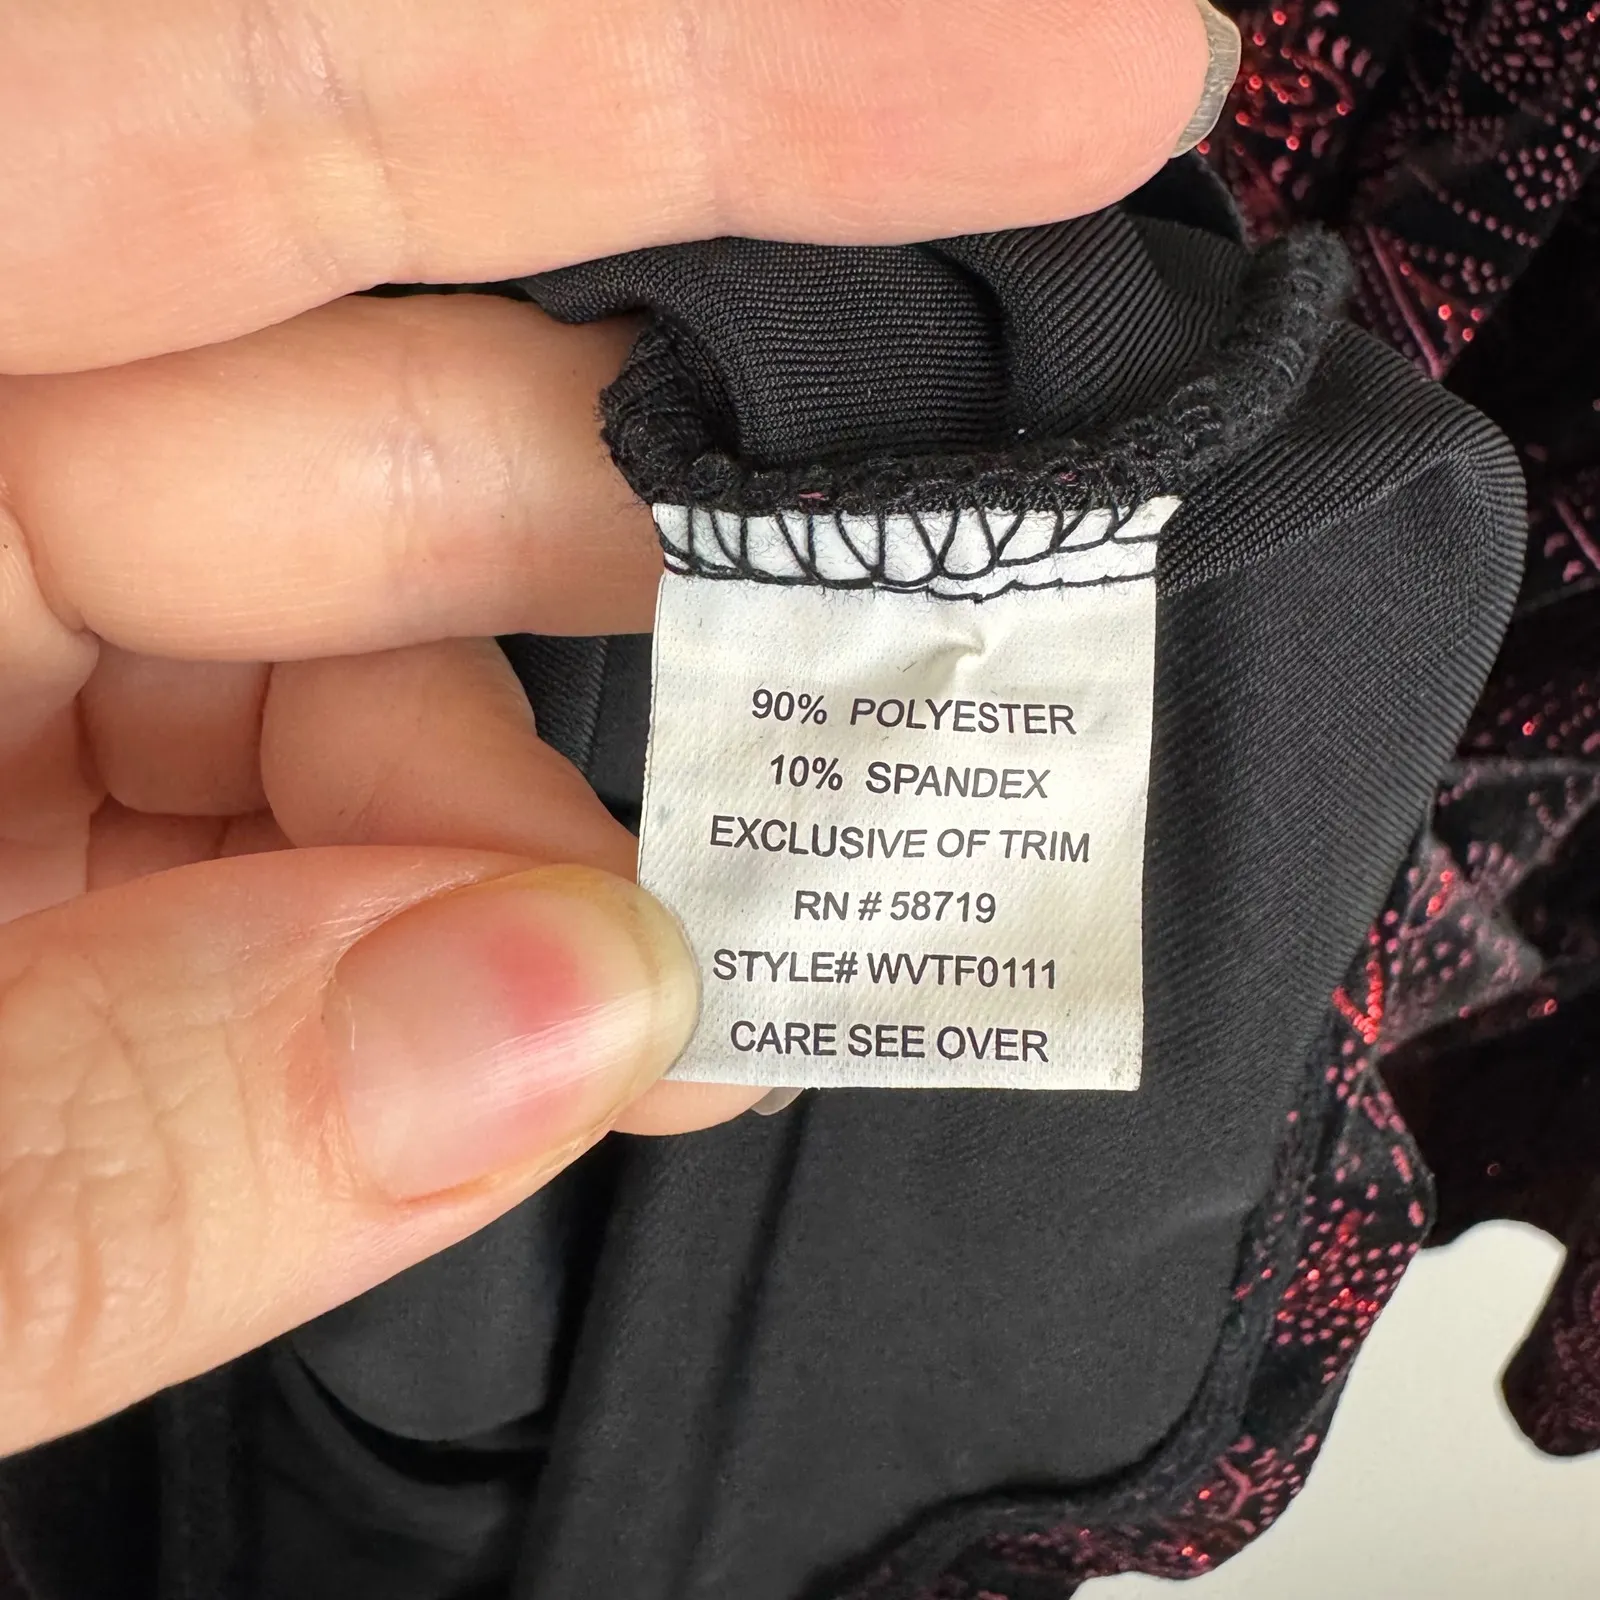 90% POLYESTER
10% SPANDEX
EXCLUSIVE OF TRIM
RN # 58719
STYLE# WVTF0111
CARE SEE OVER